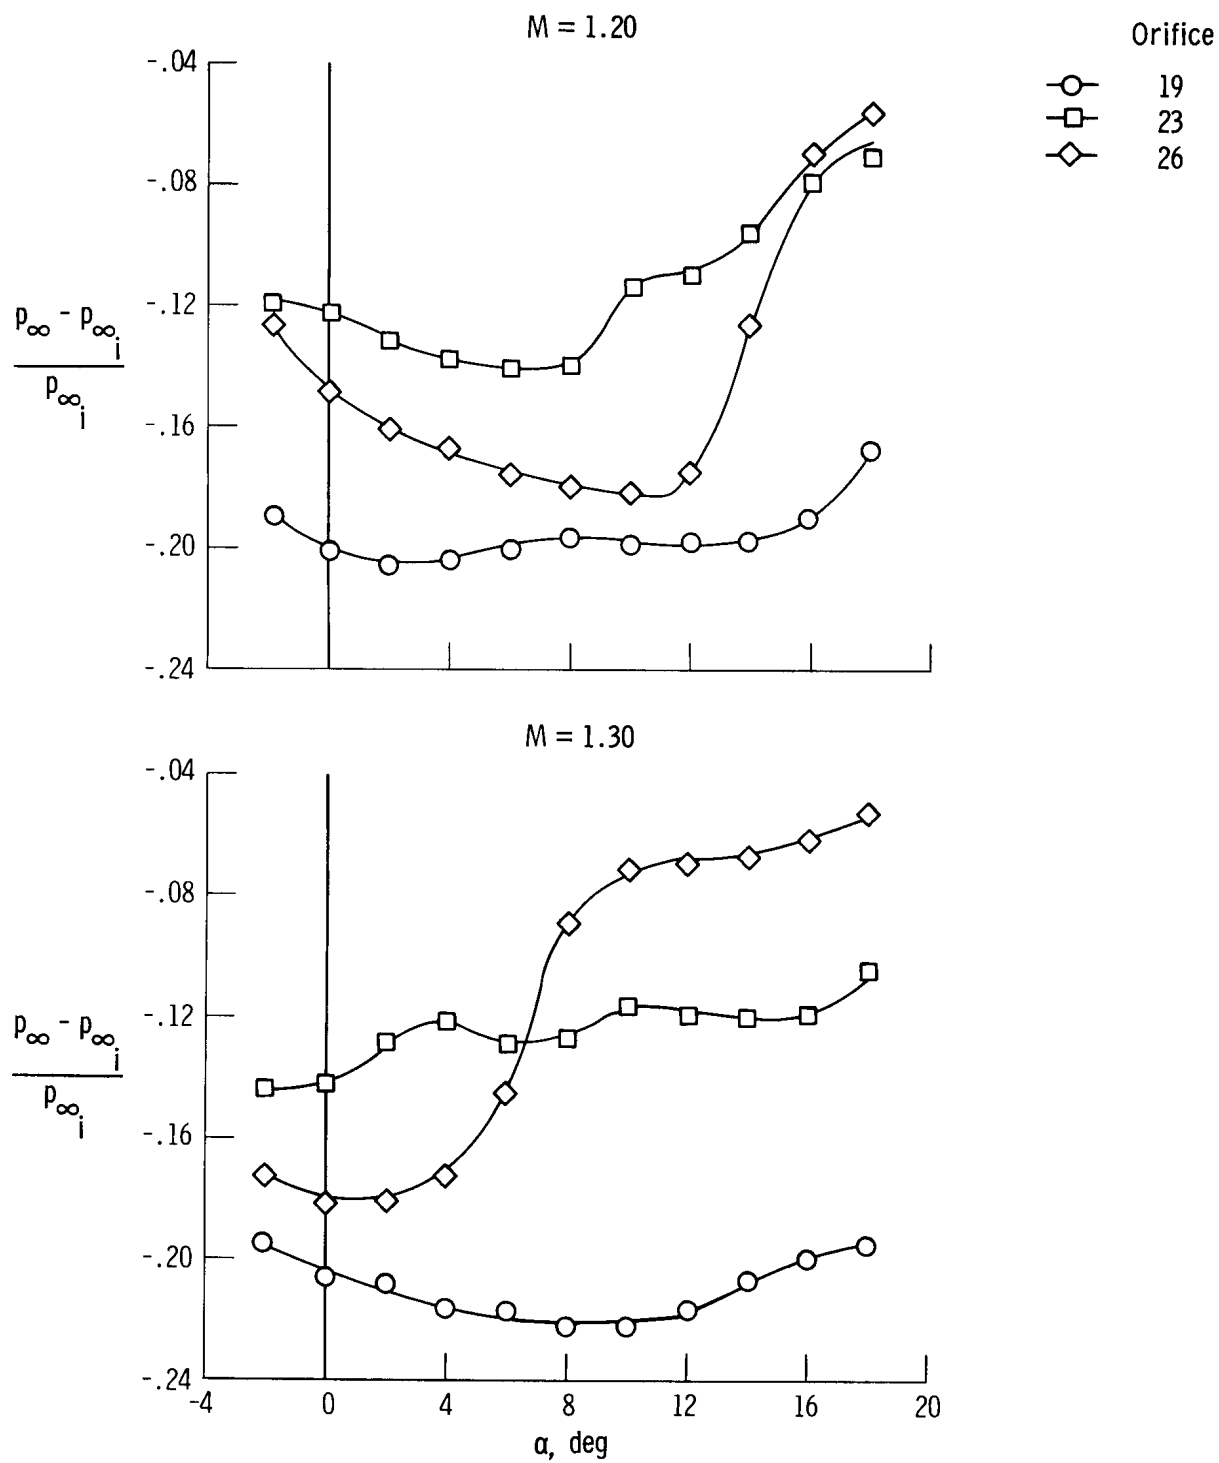 M = 1.20
Orifice
19
23
26
-.04
-.08
-.12
-.16
-.20
-.24
p∞ - p∞i
p∞i
M = 1.30
-.04
-.08
-.12
-.16
-.20
-.24
p∞ - p∞i
p∞i
-4 0 4 8 12 16 20
α, deg